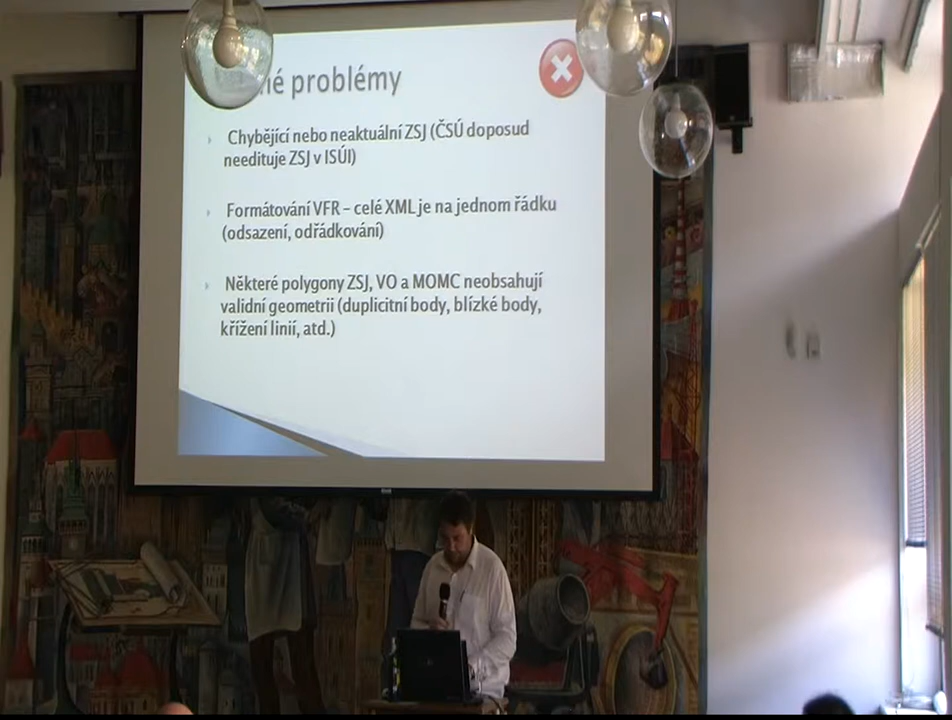 problémy
Chybějící nebo neaktuální ZSJ (ČSÚ doposud
needituje ZSJ v ISÚI)
Formátování VFR – celé XML je na jednom řádku
(odsazení, odřádkování)
Některé polygony ZSJ, VO a MOMC neobsahují
validní geometrii (duplicitní body, blízké body,
křížení linií, atd.)